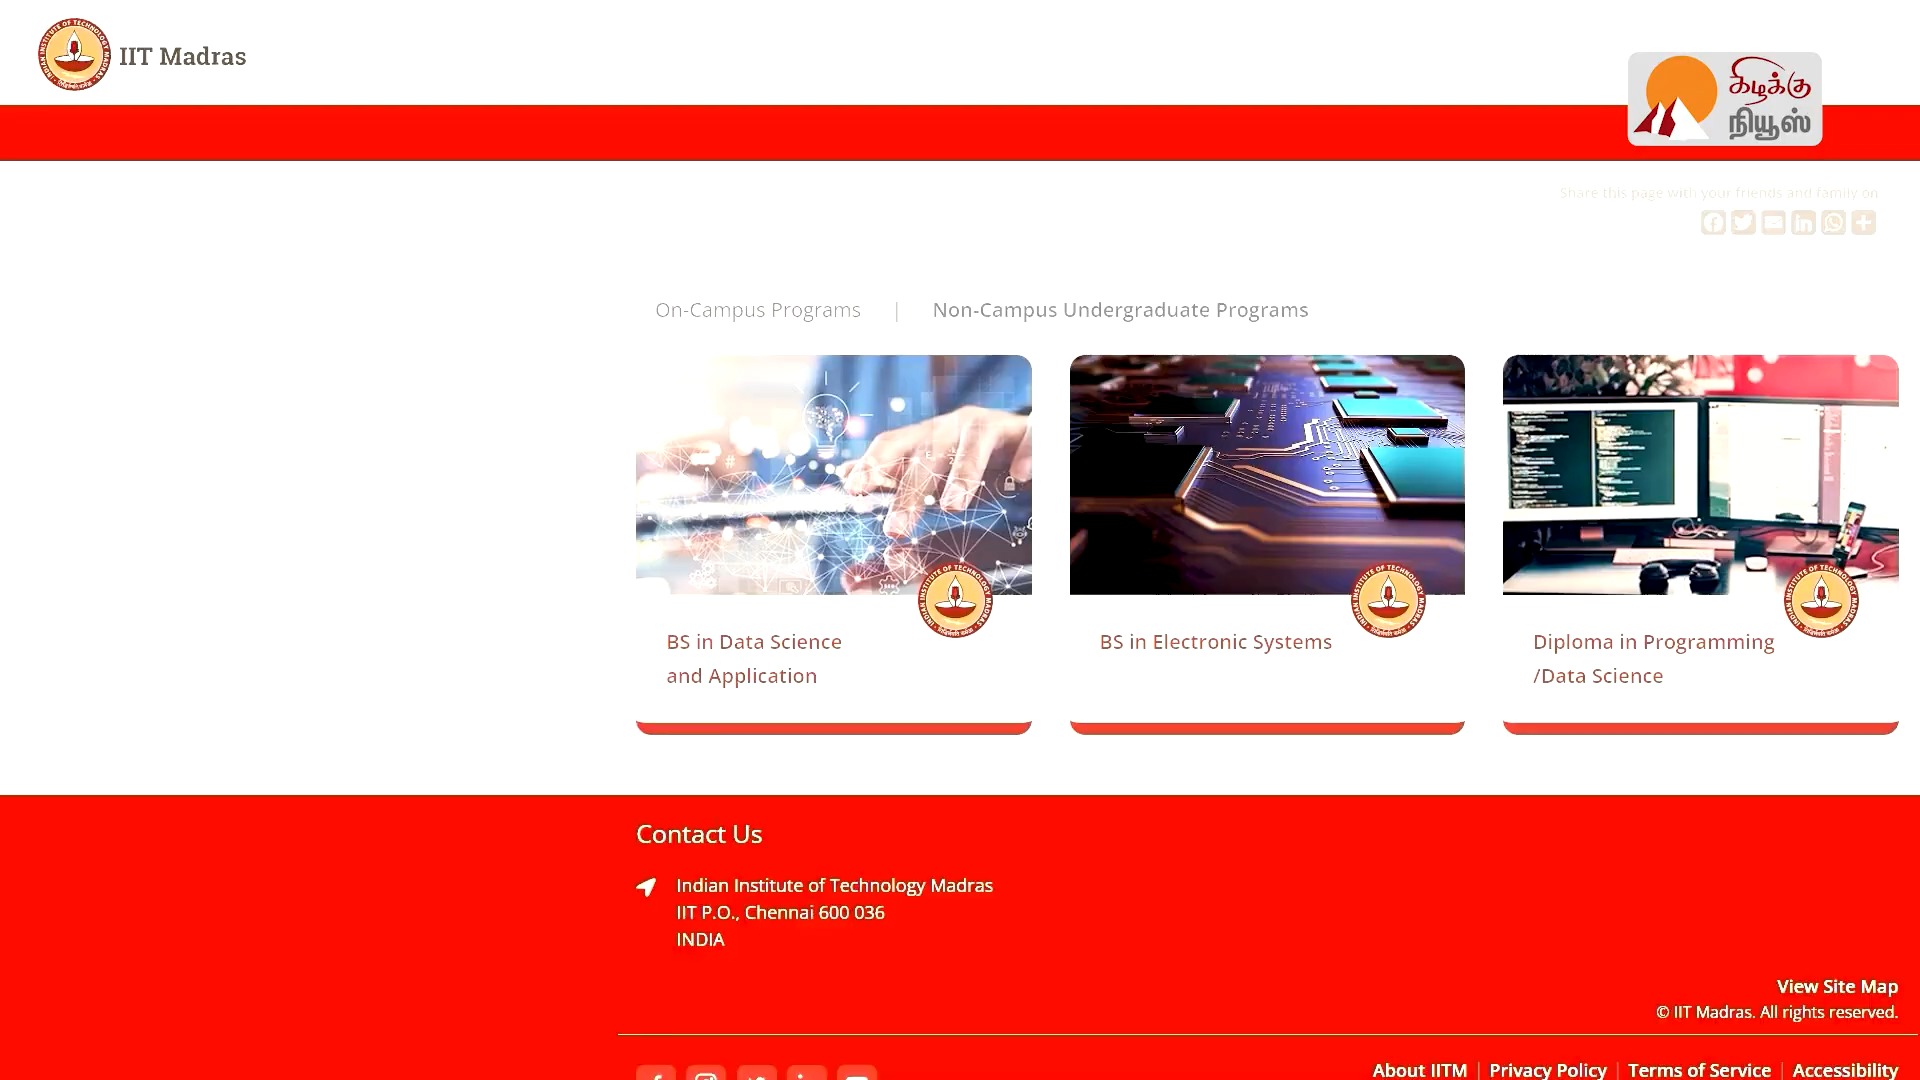 IIT Madras
கிழக்கு
நியூஸ்
Share this page with your friends and family on
On-Campus Programs | Non-Campus Undergraduate Programs
BS in Data Science
and Application
BS in Electronic Systems
Diploma in Programming
/Data Science
Contact Us
Indian Institute of Technology Madras
IIT P.O., Chennai 600 036
INDIA
View Site Map
© IIT Madras. All rights reserved.
About IITM | Privacy Policy | Terms of Service | Accessibility